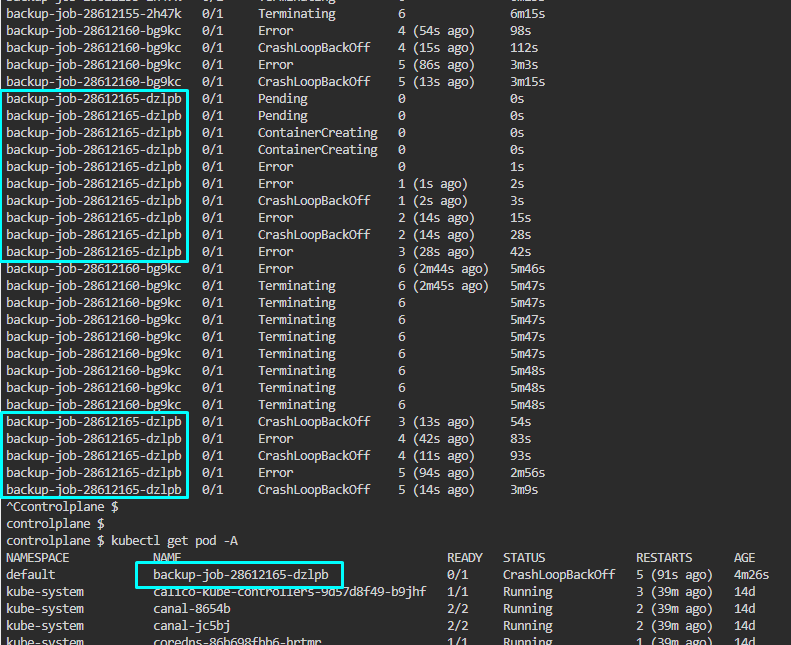 backup-job-28612155-2h47k 0/1 Terminating 6 6m15s
backup-job-28612160-bg9kc 0/1 Error 4 (54s ago) 98s
backup-job-28612160-bg9kc 0/1 CrashLoopBackOff 4 (15s ago) 112s
backup-job-28612160-bg9kc 0/1 Error 5 (86s ago) 3m3s
backup-job-28612160-bg9kc 0/1 CrashLoopBackOff 5 (13s ago) 3m15s
backup-job-28612165-dzlpb 0/1 Pending 0 0s
backup-job-28612165-dzlpb 0/1 Pending 0 0s
backup-job-28612165-dzlpb 0/1 ContainerCreating 0 0s
backup-job-28612165-dzlpb 0/1 ContainerCreating 0 0s
backup-job-28612165-dzlpb 0/1 Error 0 1s
backup-job-28612165-dzlpb 0/1 Error 1 (1s ago) 2s
backup-job-28612165-dzlpb 0/1 CrashLoopBackOff 1 (2s ago) 3s
backup-job-28612165-dzlpb 0/1 Error 2 (14s ago) 15s
backup-job-28612165-dzlpb 0/1 CrashLoopBackOff 2 (14s ago) 28s
backup-job-28612165-dzlpb 0/1 Error 3 (28s ago) 42s
backup-job-28612160-bg9kc 0/1 Error 6 (2m44s ago) 5m46s
backup-job-28612160-bg9kc 0/1 Terminating 6 (2m45s ago) 5m47s
backup-job-28612160-bg9kc 0/1 Terminating 6 5m47s
backup-job-28612160-bg9kc 0/1 Terminating 6 5m47s
backup-job-28612160-bg9kc 0/1 Terminating 6 5m47s
backup-job-28612160-bg9kc 0/1 Terminating 6 5m47s
backup-job-28612160-bg9kc 0/1 Terminating 6 5m48s
backup-job-28612160-bg9kc 0/1 Terminating 6 5m48s
backup-job-28612160-bg9kc 0/1 Terminating 6 5m48s
backup-job-28612165-dzlpb 0/1 CrashLoopBackOff 3 (13s ago) 54s
backup-job-28612165-dzlpb 0/1 Error 4 (42s ago) 83s
backup-job-28612165-dzlpb 0/1 CrashLoopBackOff 4 (11s ago) 93s
backup-job-28612165-dzlpb 0/1 Error 5 (94s ago) 2m56s
backup-job-28612165-dzlpb 0/1 CrashLoopBackOff 5 (14s ago) 3m9s
^Ccontrolplane $
controlplane $
controlplane $ kubectl get pod -A
NAMESPACE NAME READY STATUS RESTARTS AGE
default backup-job-28612165-dzlpb 0/1 CrashLoopBackOff 5 (91s ago) 4m26s
kube-system calico-kube-controllers-9d57d8f49-b9jhf 1/1 Running 3 (39m ago) 14d
kube-system canal-8654b 2/2 Running 2 (39m ago) 14d
kube-system canal-jc5bj 2/2 Running 2 (39m ago) 14d
kube-system 1/1 Running 1 (39m ago) 14d